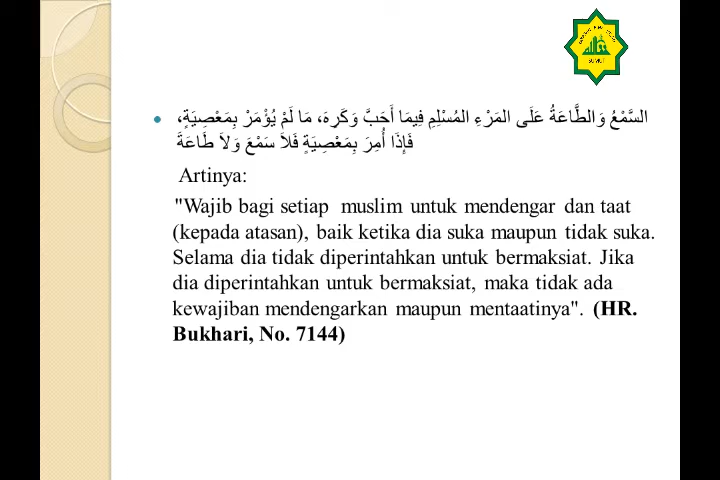 السَّمْعُ وَالطَّاعَةُ عَلَى المَرْءِ المُسْلِمِ فِيمَا أَحَبَّ وَكَرِهَ، مَا لَمْ يُؤْمَرْ بِمَعْصِيَةٍ،
فَإِذَا أُمِرَ بِمَعْصِيَةٍ فَلاَ سَمْعَ وَلاَ طَاعَةَ
Artinya:
"Wajib bagi setiap muslim untuk mendengar dan taat
(kepada atasan), baik ketika dia suka maupun tidak suka.
Selama dia tidak diperintahkan untuk bermaksiat. Jika
dia diperintahkan untuk bermaksiat, maka tidak ada
kewajiban mendengarkan maupun mentaatinya". (HR.
Bukhari, No. 7144)